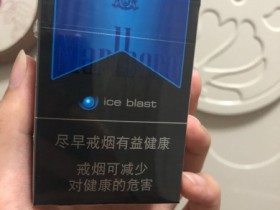 Marlboro
ice blast
尽早戒烟有益健康
戒烟可减少
对健康的危害